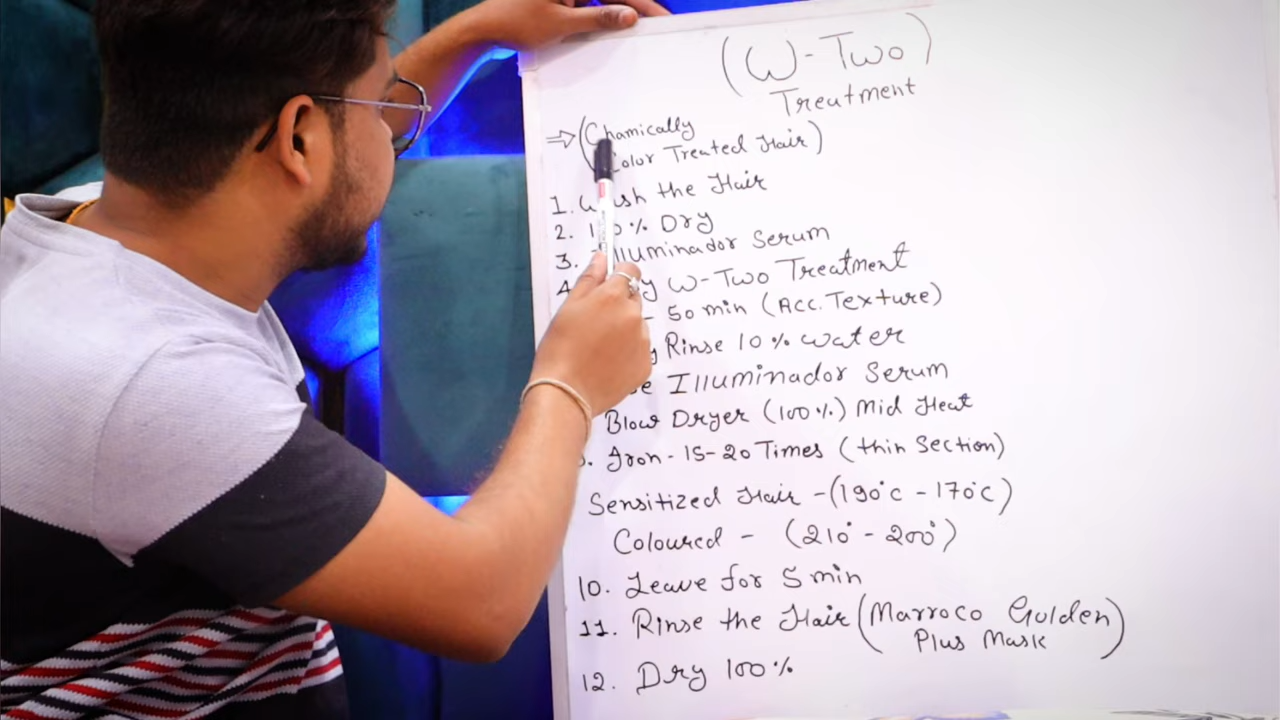 (W-Two)
Treatment
⇒ (Chamically
Color Treated Hair)
1. Wash the Hair
2. 100% Dry
3. Illuminador Serum
4. W-Two Treatment
- 50 min (Acc. Texture)
Rinse 10% Water
Illuminador Serum
Blow Dryer (100%) Mid Heat
Iron - 15-20 Times (thin Section)
Sensitized Hair - (190°c - 170°c)
Coloured - (210° - 200°)
10. Leave for 5 min
11. Rinse the Hair (Marroco Golden)
Plus Mask
12. Dry 100%